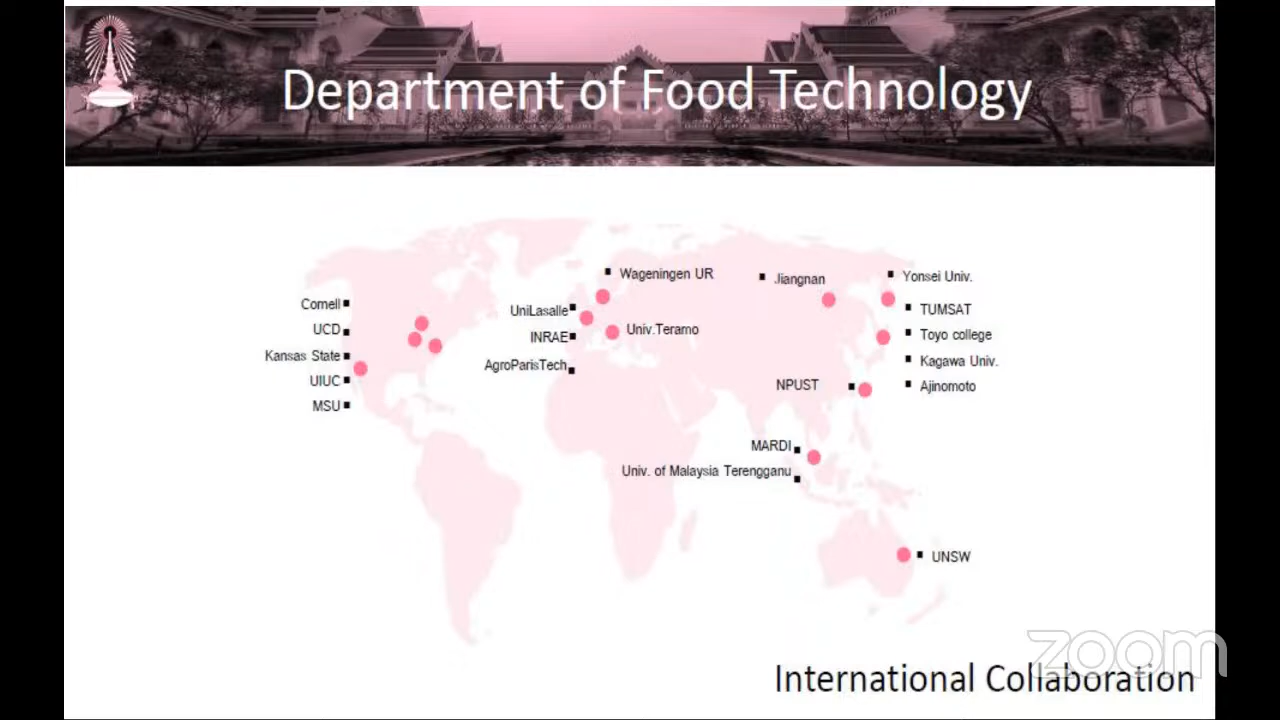 Department of Food Technology
Cornell
UCD
Kansas State
UIUC
MSU
UniLasalle
INRAE
AgroParisTech
Wageningen UR
Univ.Teramo
Jiangnan
Yonsei Univ.
TUMSAT
Toyo college
Kagawa Univ.
Ajinomoto
NPUST
MARDI
Univ. of Malaysia Terengganu
UNSW
zoom
International Collaboration